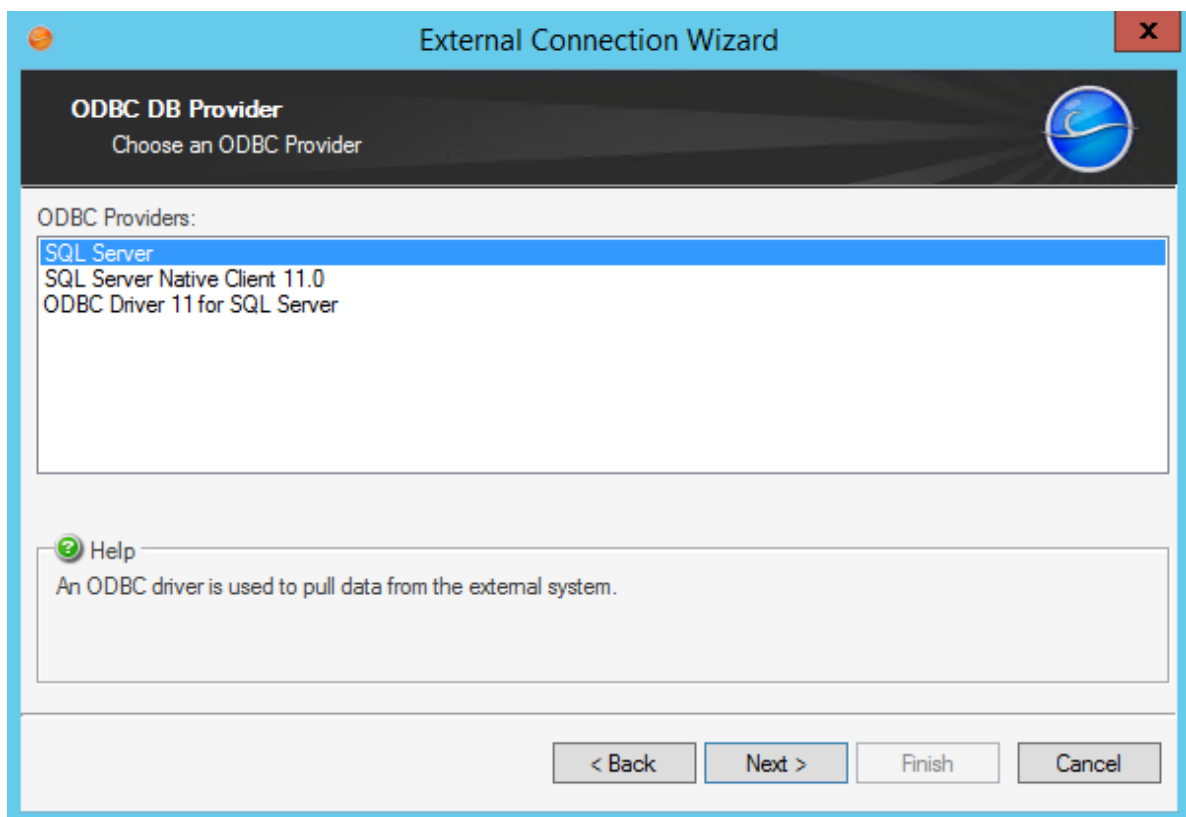 External Connection Wizard
x
ODBC DB Provider
Choose an ODBC Provider
ODBC Providers:
SQL Server
SQL Server Native Client 11.0
ODBC Driver 11 for SQL Server
? Help
An ODBC driver is used to pull data from the external system.
< Back Next > Finish Cancel